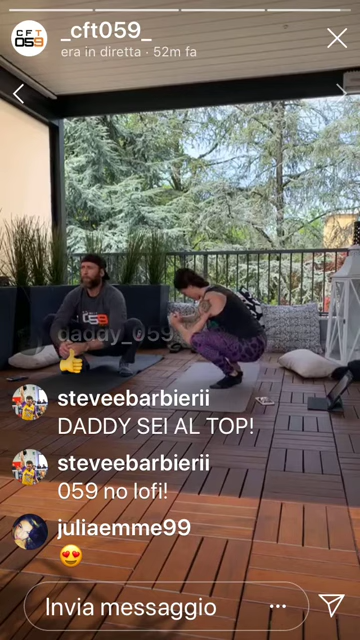 CFT
059
_cft059_
era in diretta · 52m fa
059
daddy_059
steveebarbierii
DADDY SEI AL TOP!
steveebarbierii
059 no lofi!
juliaemme99
Invia messaggio